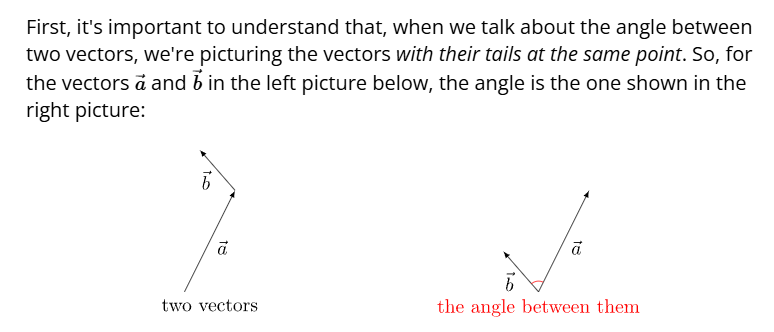 First, it's important to understand that, when we talk about the angle between
two vectors, we're picturing the vectors with their tails at the same point. So, for
the vectors a⃗ and b⃗ in the left picture below, the angle is the one shown in the
right picture:
b⃗
a⃗
two vectors
a⃗
b⃗
the angle between them